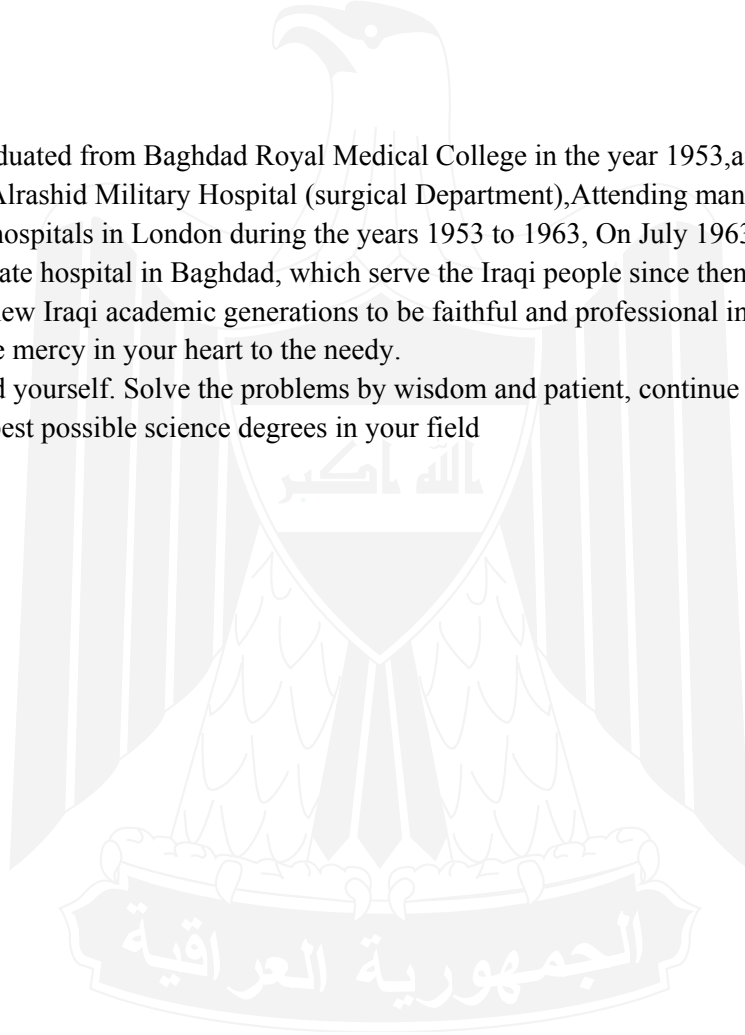 duated from Baghdad Royal Medical College in the year 1953,a
Alrashid Military Hospital (surgical Department),Attending man
hospitals in London during the years 1953 to 1963, On July 1963
ate hospital in Baghdad, which serve the Iraqi people since then
new Iraqi academic generations to be faithful and professional in
e mercy in your heart to the needy.
d yourself. Solve the problems by wisdom and patient, continue
best possible science degrees in your field
الله اكبر
الجمهورية العراقية